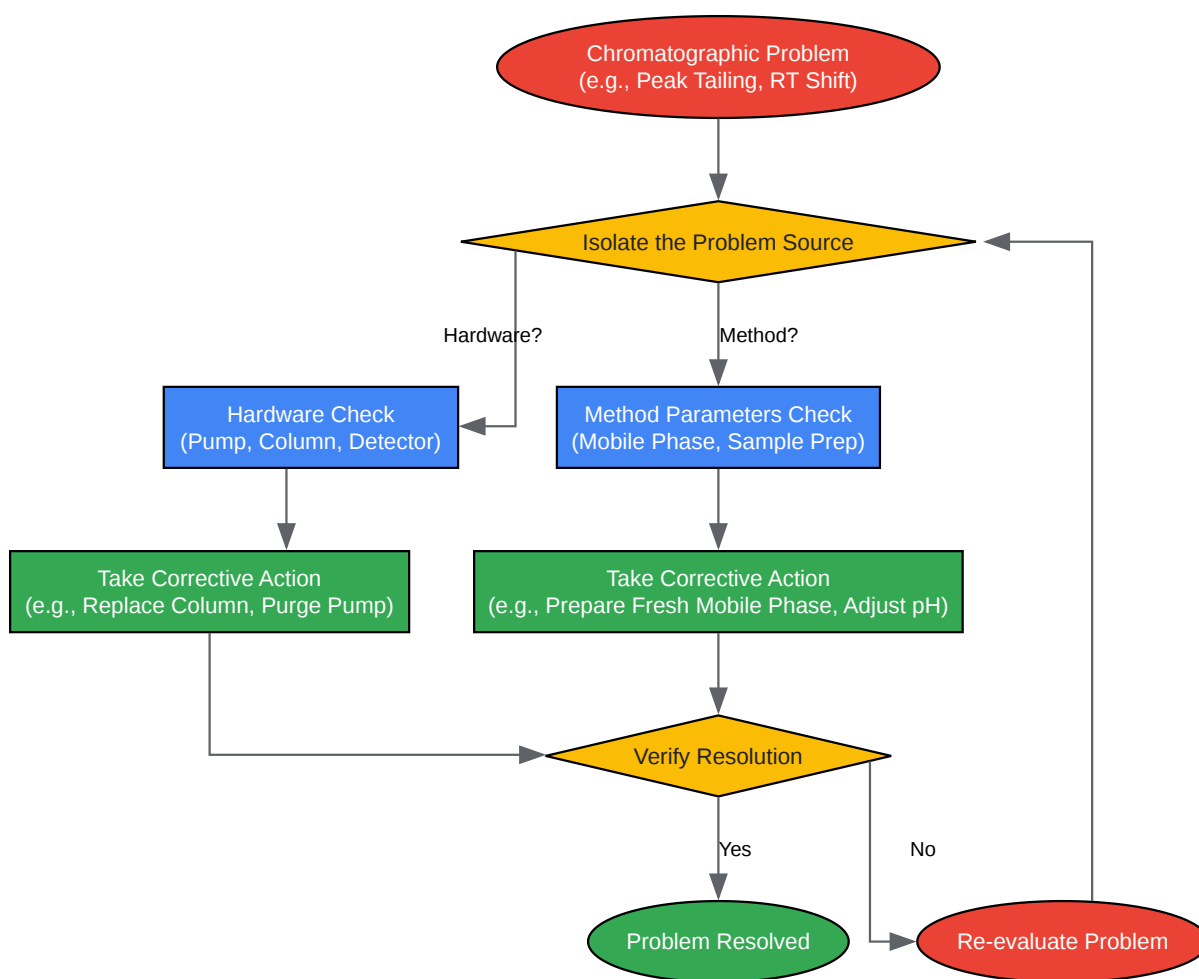 Chromatographic Problem
(e.g., Peak Tailing, RT Shift)
Isolate the Problem Source
Hardware?
Method?
Hardware Check
(Pump, Column, Detector)
Method Parameters Check
(Mobile Phase, Sample Prep)
Take Corrective Action
(e.g., Replace Column, Purge Pump)
Take Corrective Action
(e.g., Prepare Fresh Mobile Phase, Adjust pH)
Verify Resolution
Yes
No
Problem Resolved
Re-evaluate Problem